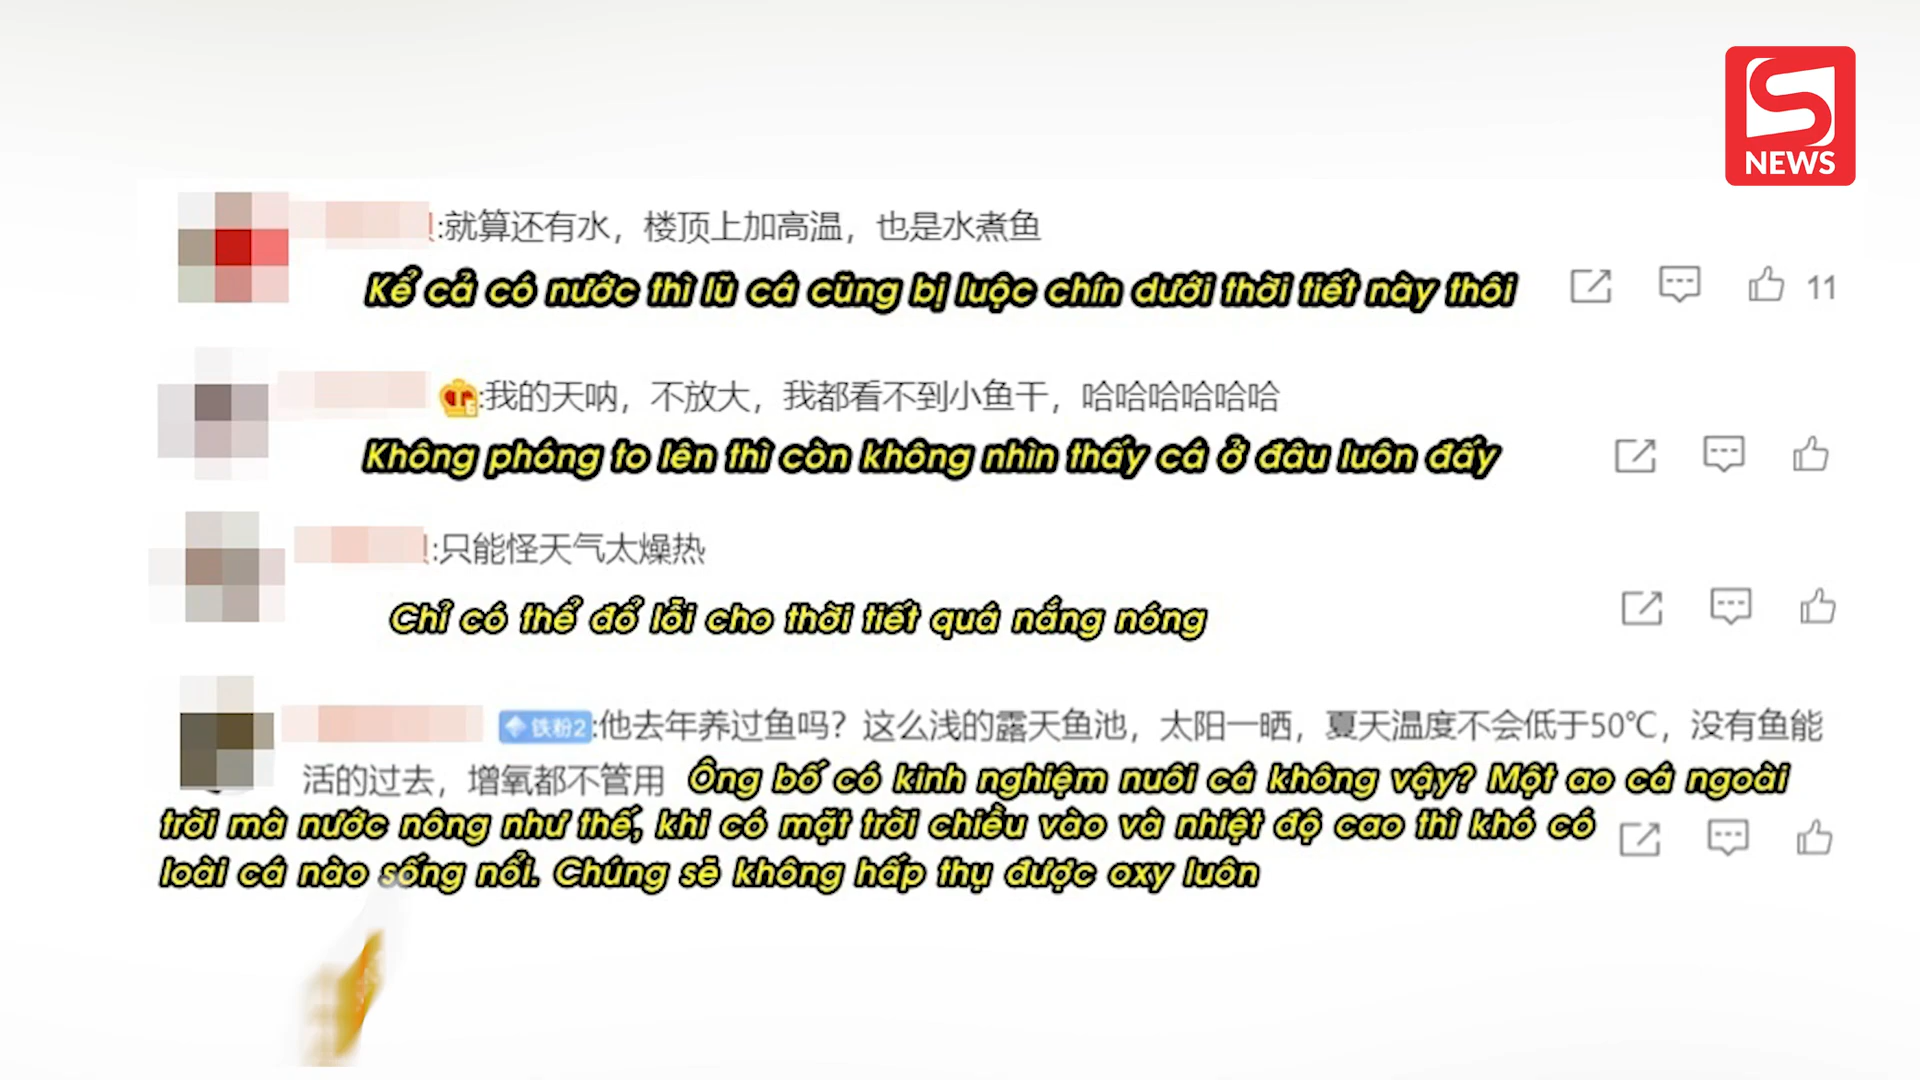 NEWS
:就算还有水，楼顶上加高温，也是水煮鱼
Kể cả có nước thì lũ cá cũng bị luộc chín dưới thời tiết này thôi
11
:我的天呐，不放大，我都看不到小鱼干，哈哈哈哈哈哈
Không phóng to lên thì còn không nhìn thấy cá ở đâu luôn đấy
:只能怪天气太燥热
Chỉ có thể đổ lỗi cho thời tiết quá nắng nóng
铁粉2:他去年养过鱼吗？这么浅的露天鱼池，太阳一晒，夏天温度不会低于50℃，没有鱼能
活的过去，增氧都不管用 Ông bố có kinh nghiệm nuôi cá không vậy? Một ao cá ngoài
trời mà nước nông như thế, khi có mặt trời chiều vào và nhiệt độ cao thì khó có
loài cá nào sống nổi. Chúng sẽ không hấp thụ được oxy luôn